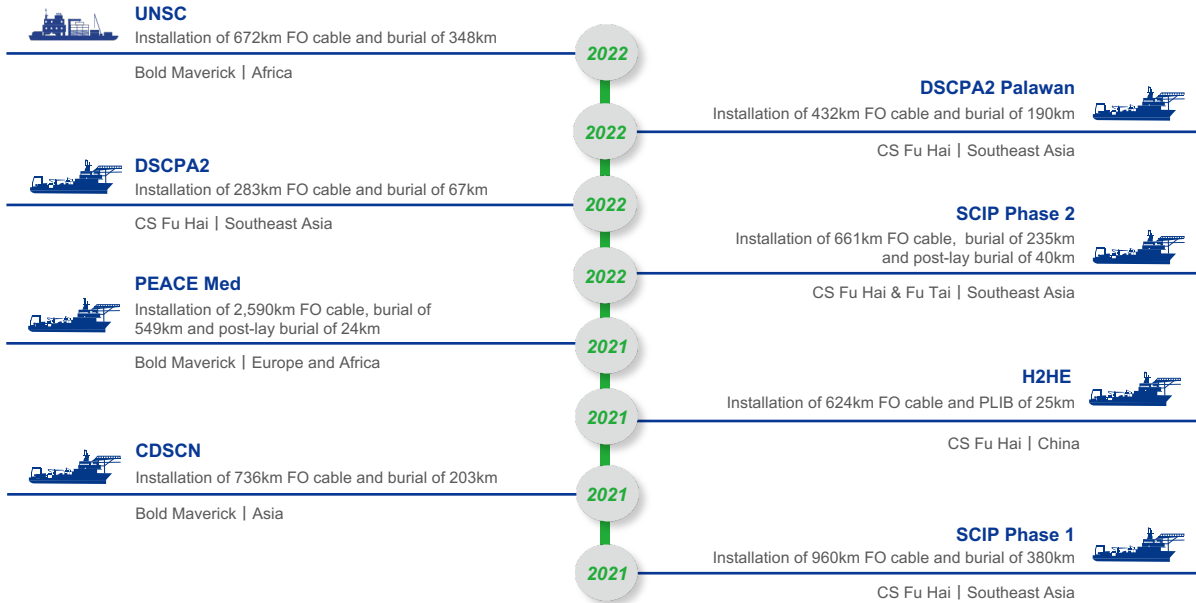 UNSC
Installation of 672km FO cable and burial of 348km
Bold Maverick | Africa
2022
DSCPA2 Palawan
Installation of 432km FO cable and burial of 190km
CS Fu Hai | Southeast Asia
2022
DSCPA2
Installation of 283km FO cable and burial of 67km
CS Fu Hai | Southeast Asia
2022
SCIP Phase 2
Installation of 661km FO cable, burial of 235km
and post-lay burial of 40km
CS Fu Hai & Fu Tai | Southeast Asia
2022
PEACE Med
Installation of 2,590km FO cable, burial of
549km and post-lay burial of 24km
Bold Maverick | Europe and Africa
2021
H2HE
Installation of 624km FO cable and PLIB of 25km
CS Fu Hai | China
2021
CDSCN
Installation of 736km FO cable and burial of 203km
Bold Maverick | Asia
2021
SCIP Phase 1
Installation of 960km FO cable and burial of 380km
CS Fu Hai | Southeast Asia
2021